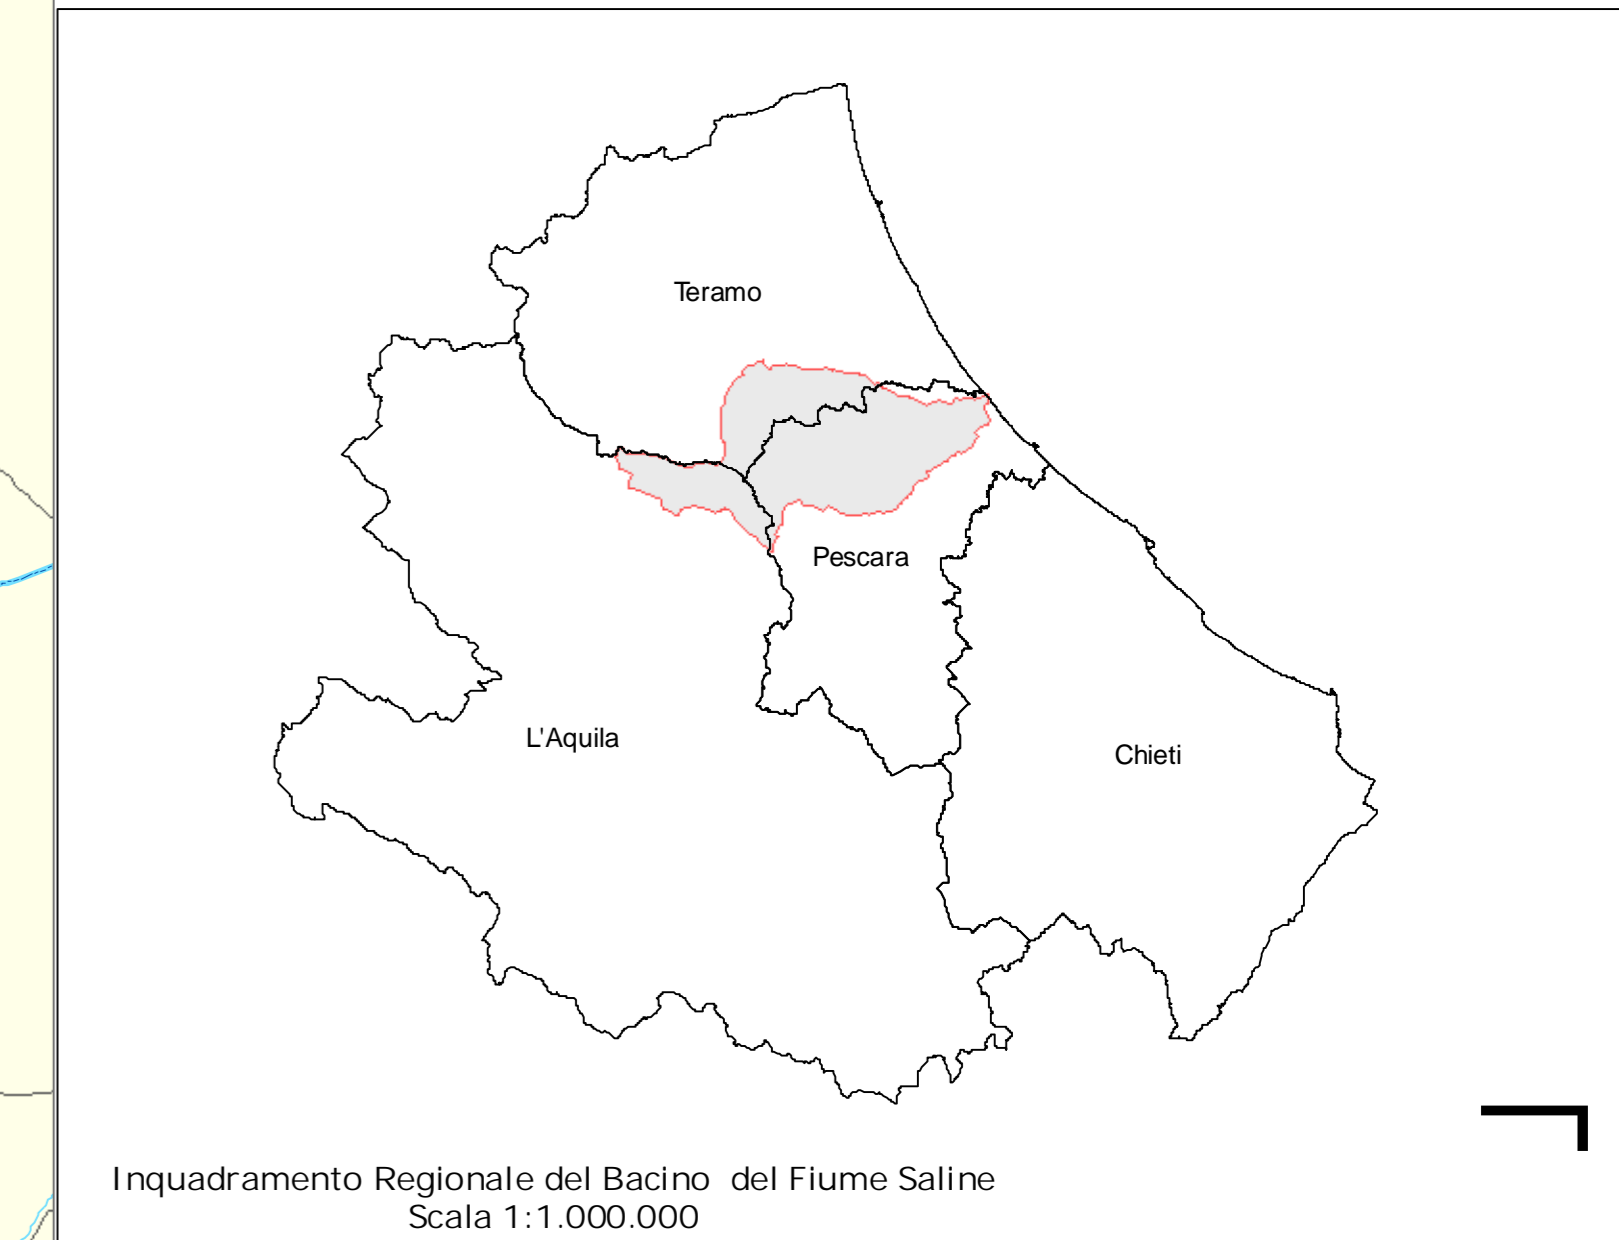 Teramo
Pescara
L'Aquila
Chieti
Inquadramento Regionale del Bacino del Fiume Saline
Scala 1:1.000.000